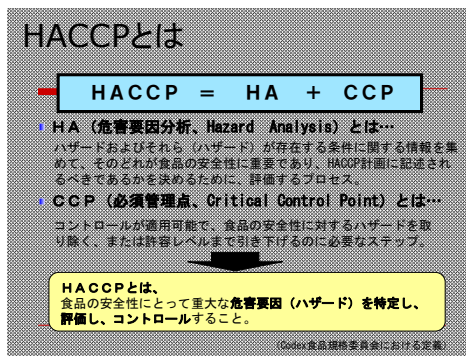 HACCPとは
HACCP = HA + CCP
HA（危害要因分析、Hazard Analysis）とは…
ハザードおよびそれら（ハザード）が存在する条件に関する情報を集
めて、そのどれが食品の安全性に重要であり、HACCP計画に記述され
るべきであるかを決めるために、評価するプロセス。
CCP（必須管理点、Critical Control Point）とは…
コントロールが適用可能で、食品の安全性に対するハザードを取
り除く、または許容レベルまで引き下げるのに必要なステップ。
HACCPとは、
食品の安全性にとって重大な危害要因（ハザード）を特定し、
評価し、コントロールすること。
（Codex食品規格委員会における定義）